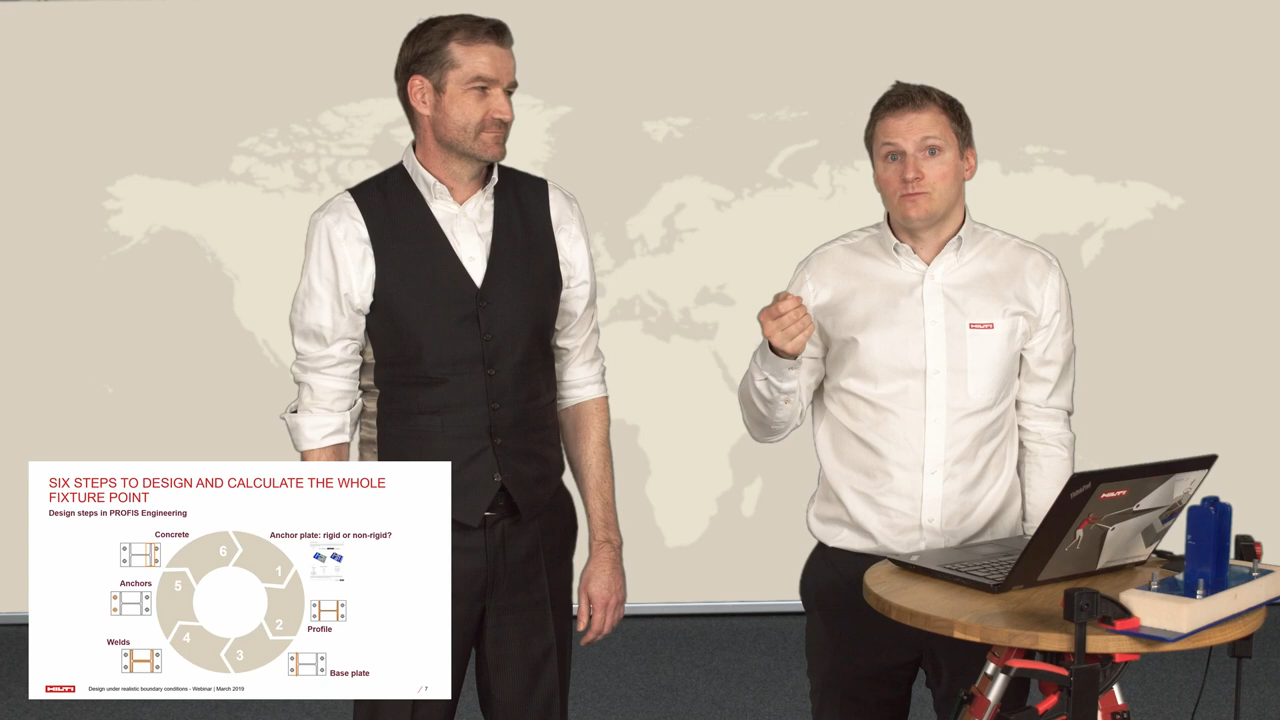 HILTI
ThinkPad
HILTI
SIX STEPS TO DESIGN AND CALCULATE THE WHOLE
FIXTURE POINT
Design steps in PROFIS Engineering
Concrete
Anchor plate: rigid or non-rigid?
6
1
Anchors
5
2
Profile
Welds
4
3
Base plate
HILTI
Design under realistic boundary conditions - Webinar | March 2019
/ 7